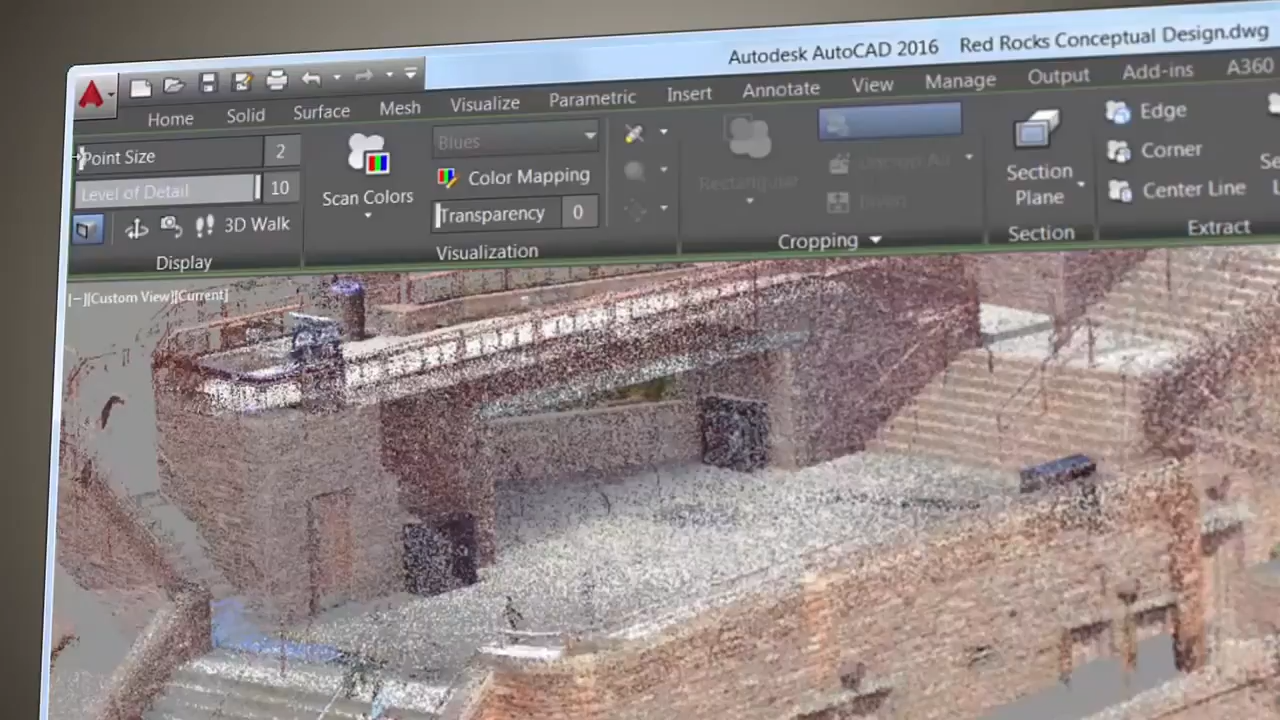 Autodesk AutoCAD 2016 Red Rocks Conceptual Design.dwg
Home Solid Surface Mesh Visualize Parametric Insert Annotate View Manage Output Add-ins A360
Point Size 2
Level of Detail 10
3D Walk
Display
Scan Colors
Blues
Color Mapping
Transparency 0
Visualization
Rectangular
Invert
Cropping
Section
Plane
Section
Edge
Corner
Center Line
Extract
[−][Custom View][Current]